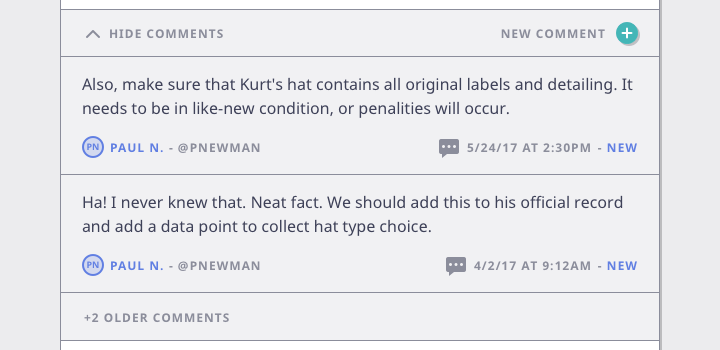 HIDE COMMENTS NEW COMMENT
Also, make sure that Kurt's hat contains all original labels and detailing. It
needs to be in like-new condition, or penalities will occur.
PN PAUL N. - @PNEWMAN 5/24/17 AT 2:30PM - NEW
Ha! I never knew that. Neat fact. We should add this to his official record
and add a data point to collect hat type choice.
PN PAUL N. - @PNEWMAN 4/2/17 AT 9:12AM - NEW
+2 OLDER COMMENTS